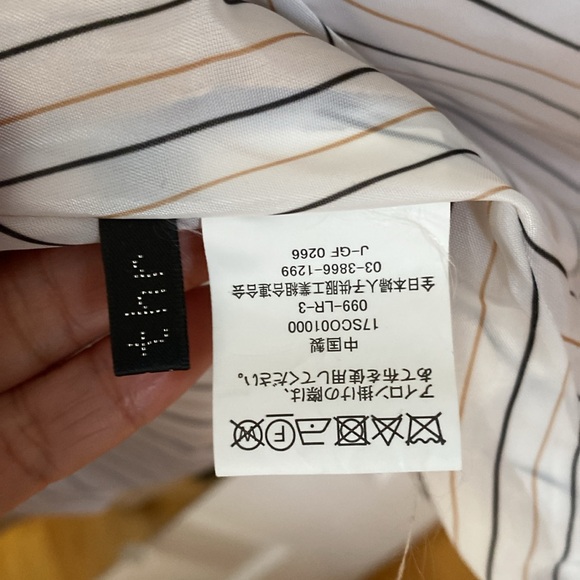 F W
アイロン掛けの際は、
あて布を使用してください。
中国製
17SCO01000
099-LR-3
全日本婦人子供服工業組合連合会
03-3866-1299
J-GF 0266